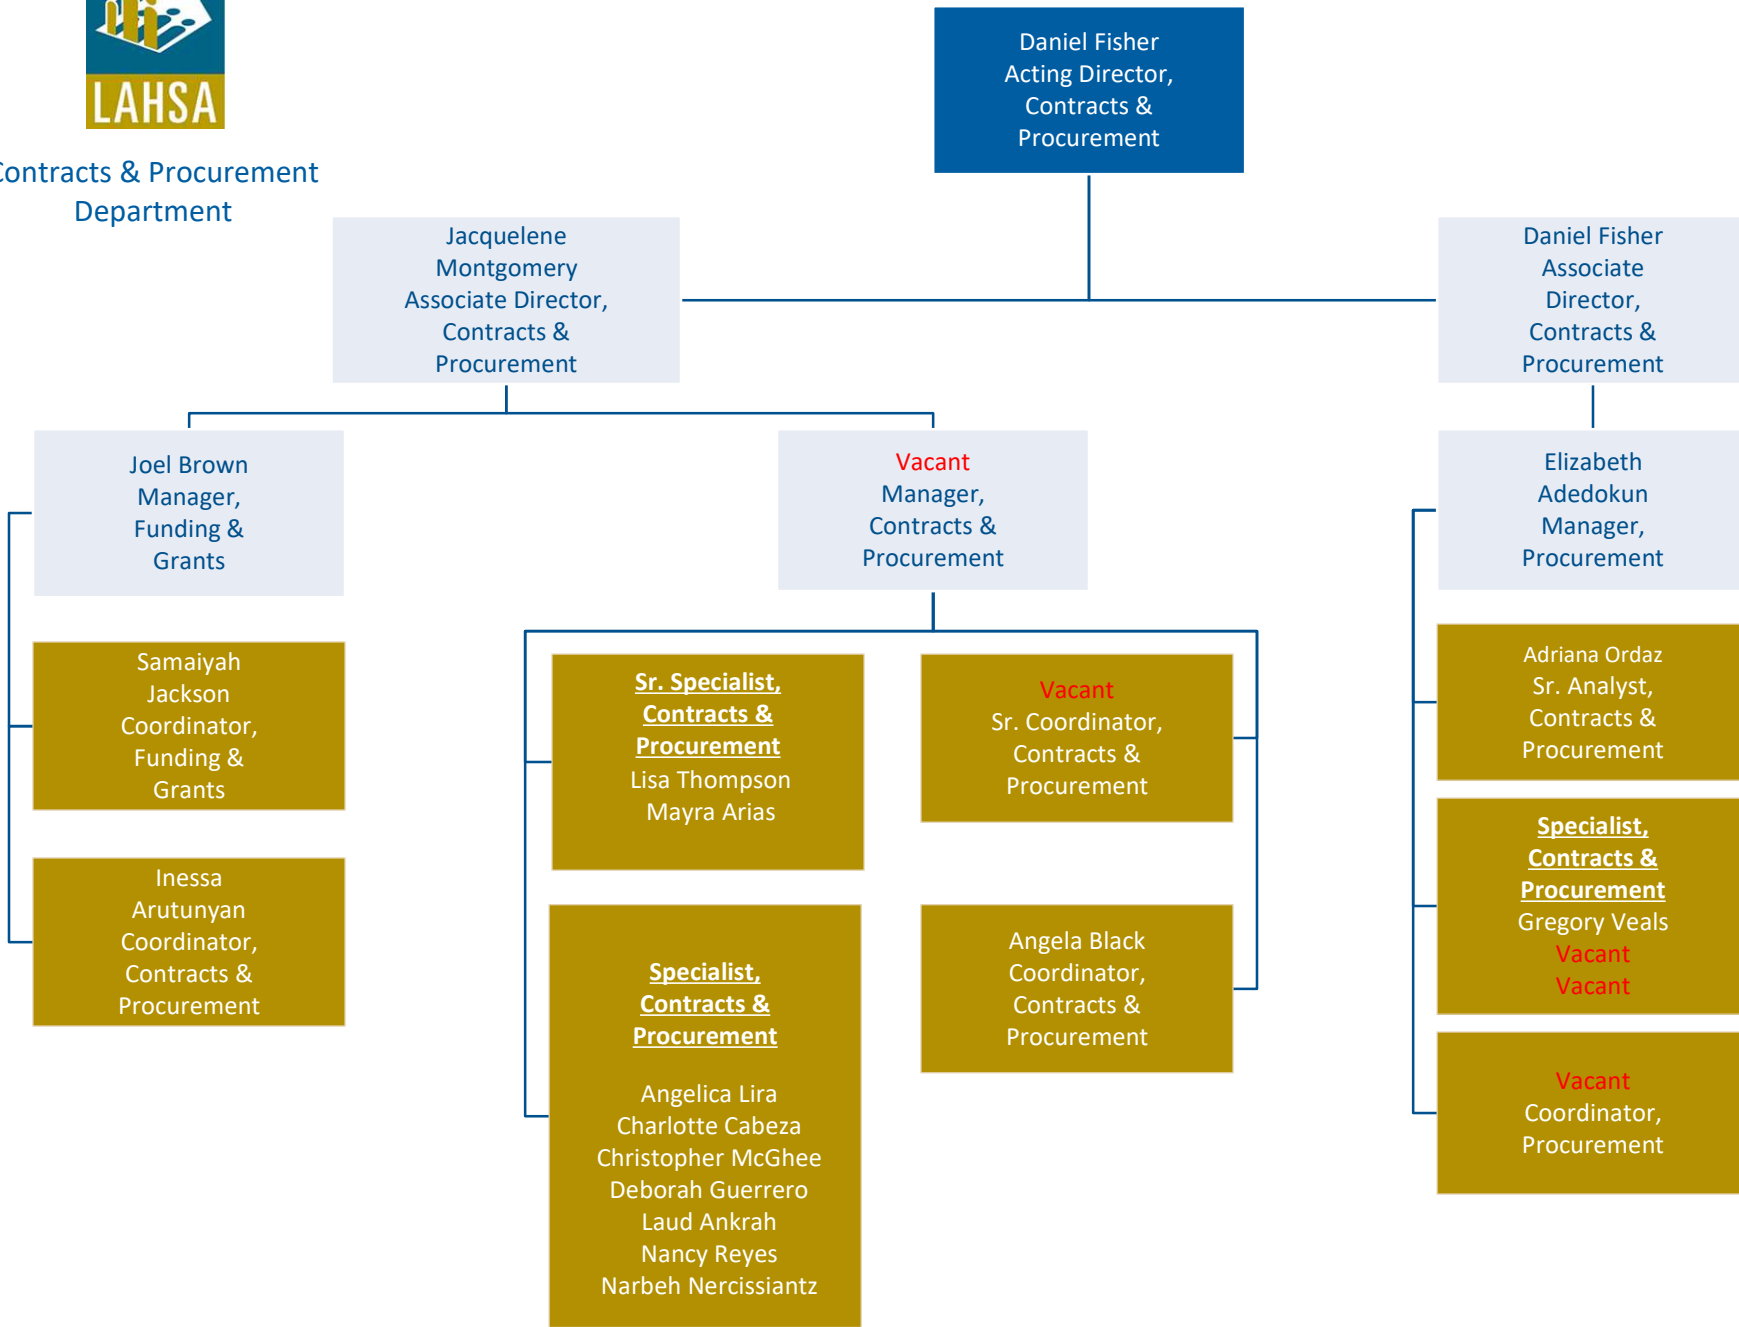 LAHSA
Contracts & Procurement
Department
Daniel Fisher
Acting Director,
Contracts &
Procurement
Jacquelene
Montgomery
Associate Director,
Contracts &
Procurement
Daniel Fisher
Associate
Director,
Contracts &
Procurement
Joel Brown
Manager,
Funding &
Grants
Vacant
Manager,
Contracts &
Procurement
Elizabeth
Adedokun
Manager,
Procurement
Samaiyah
Jackson
Coordinator,
Funding &
Grants
Inessa
Arutunyan
Coordinator,
Contracts &
Procurement
Sr. Specialist,
Contracts &
Procurement
Lisa Thompson
Mayra Arias
Specialist,
Contracts &
Procurement
Angelica Lira
Charlotte Cabeza
Christopher McGhee
Deborah Guerrero
Laud Ankrah
Nancy Reyes
Narbeh Nercissiantz
Vacant
Sr. Coordinator,
Contracts &
Procurement
Angela Black
Coordinator,
Contracts &
Procurement
Adriana Ordaz
Sr. Analyst,
Contracts &
Procurement
Specialist,
Contracts &
Procurement
Gregory Veals
Vacant
Vacant
Vacant
Coordinator,
Procurement